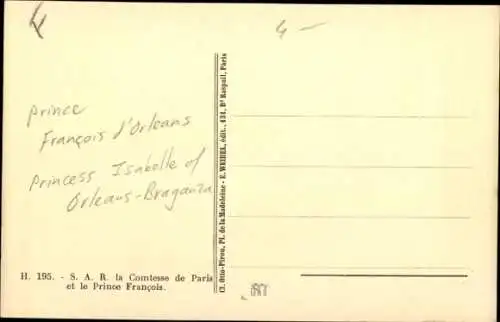 4
4 -
Prince
François d'Orleans
Princess Isabelle of
Orleans-Braganza
H. 195. - S. A. R. la Comtesse de Paris
et le Prince François.
Cl. Otto-Pirou, Pl. de la Madeleine - E. WEIBEL, édit., 131, Bd Raspail, Paris